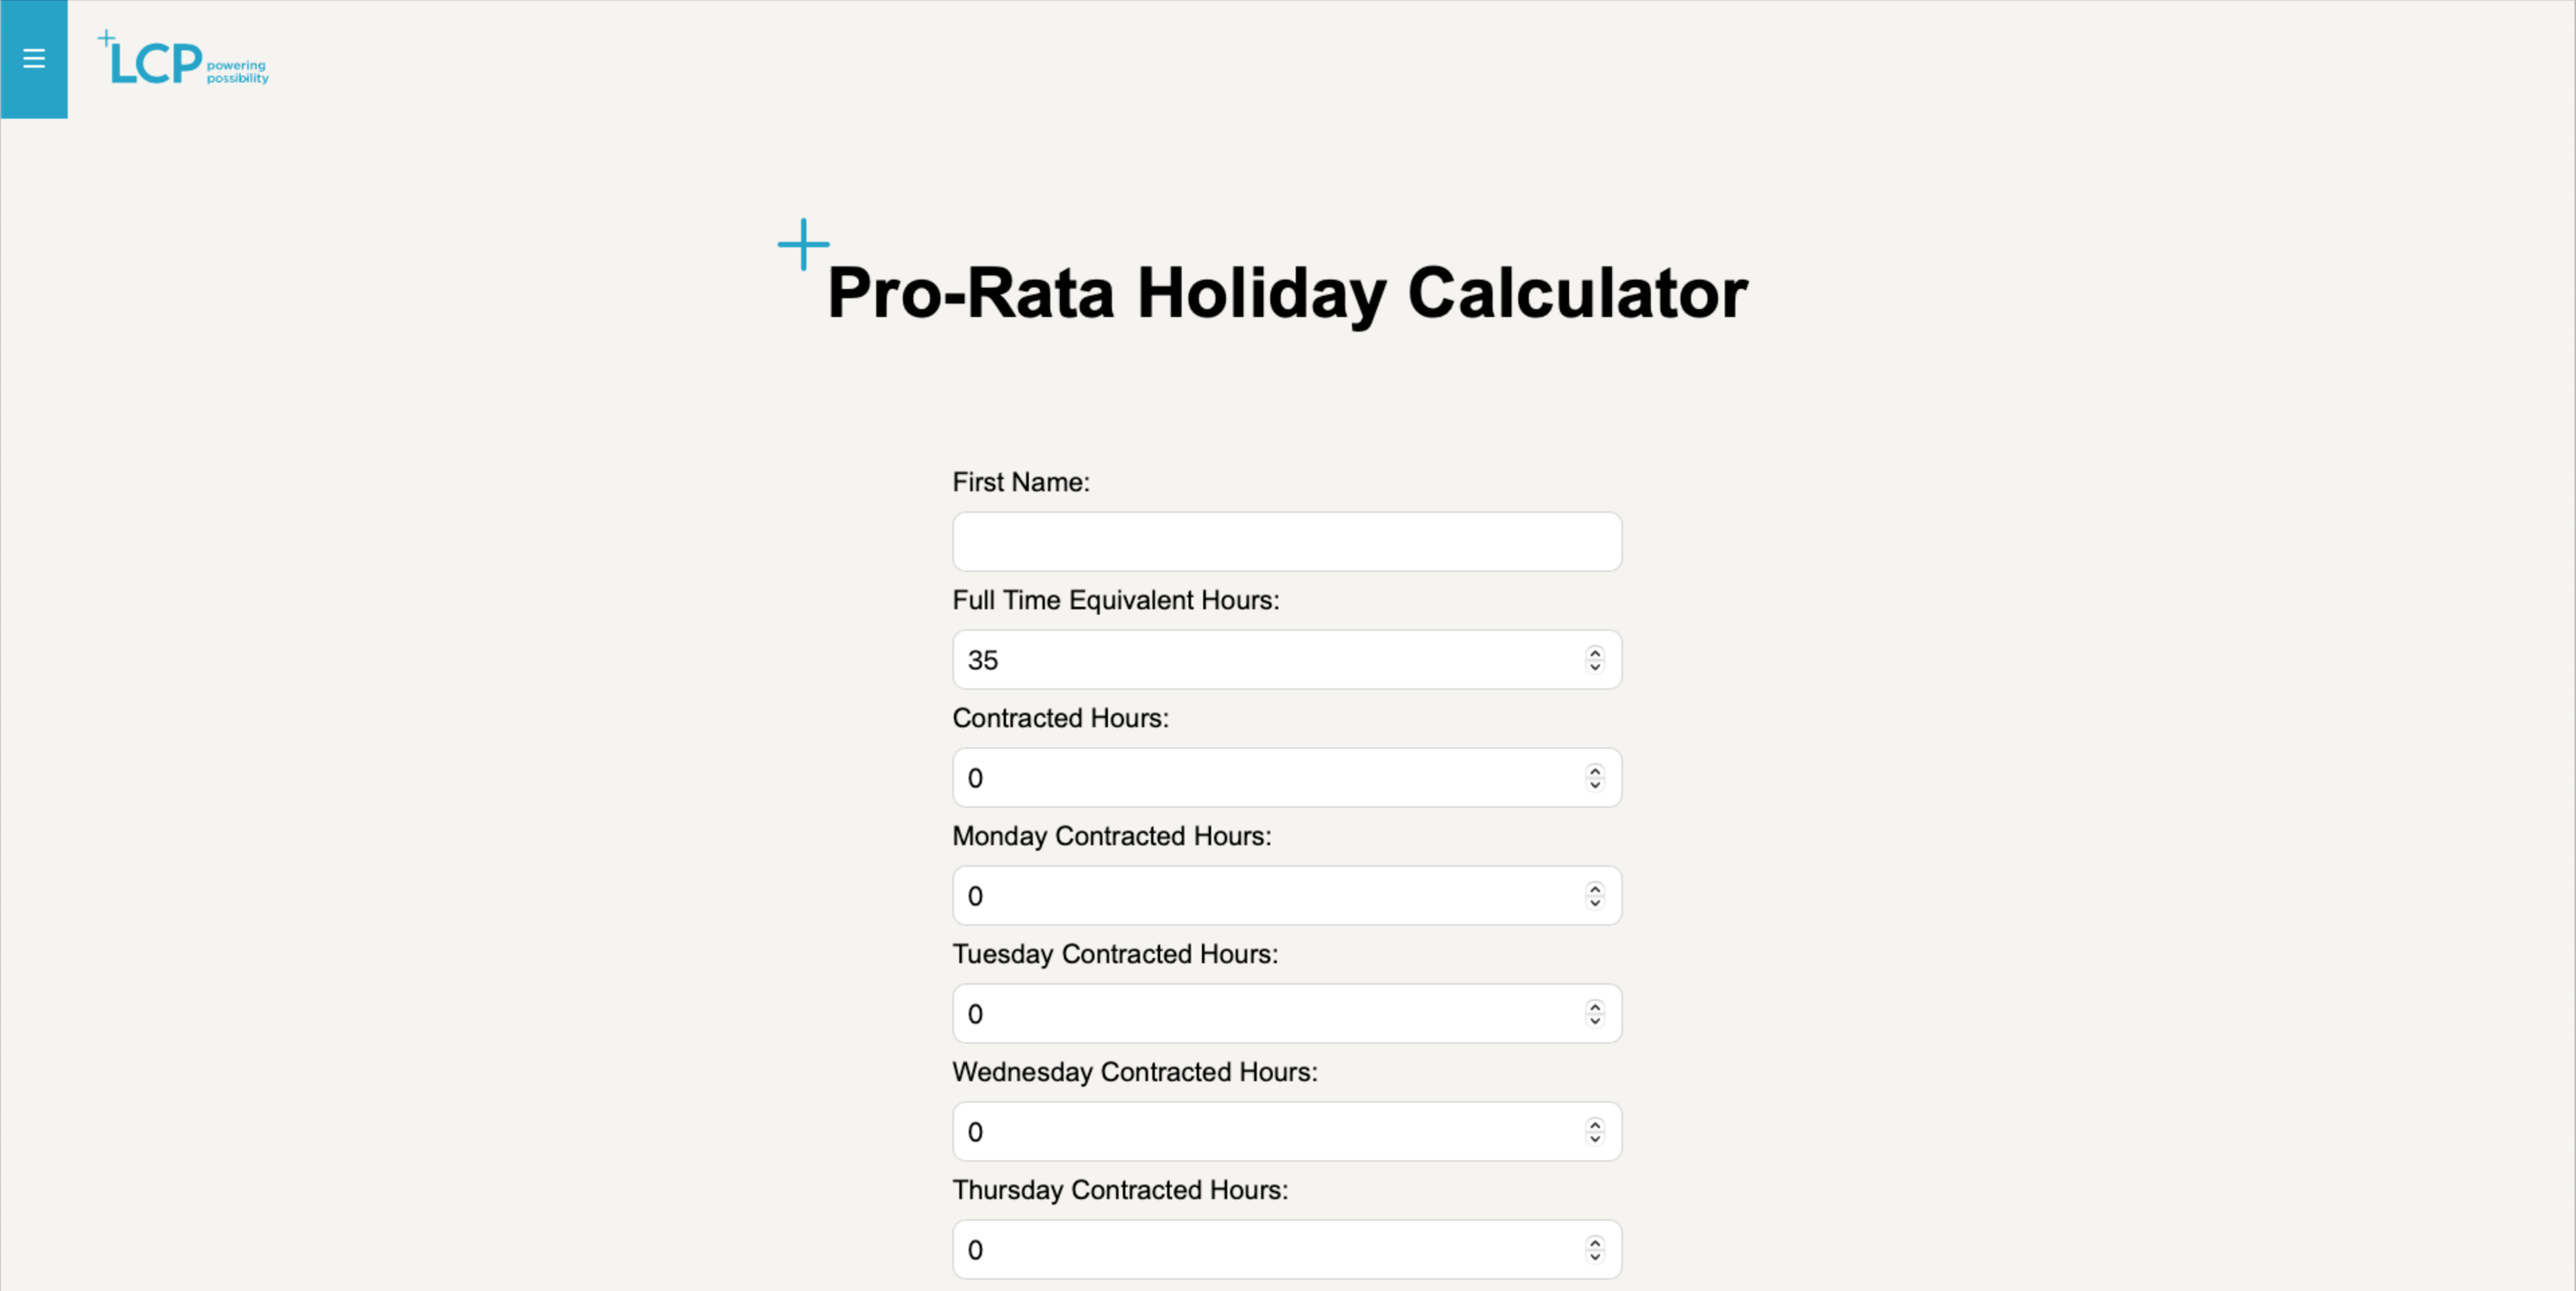 LCP powering
possibility
Pro-Rata Holiday Calculator
First Name:
Full Time Equivalent Hours:
35
Contracted Hours:
0
Monday Contracted Hours:
0
Tuesday Contracted Hours:
0
Wednesday Contracted Hours:
0
Thursday Contracted Hours:
0